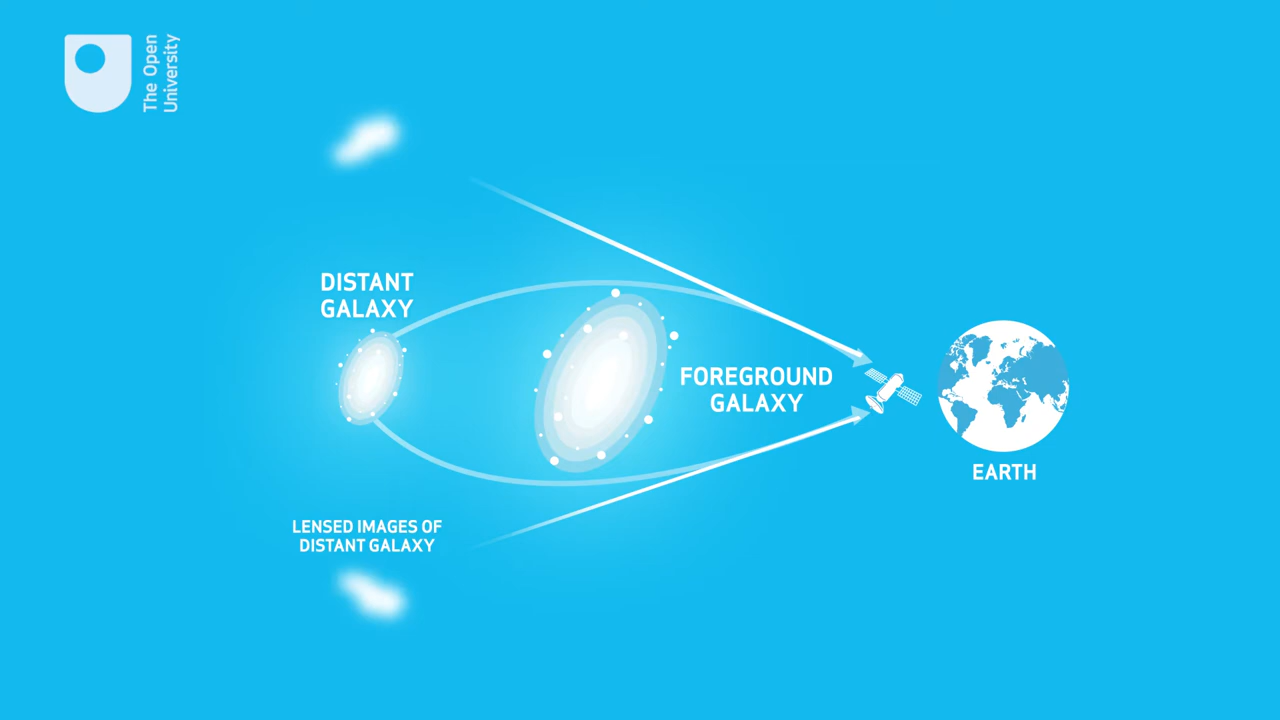 The Open
University
DISTANT
GALAXY
FOREGROUND
GALAXY
EARTH
LENSED IMAGES OF
DISTANT GALAXY